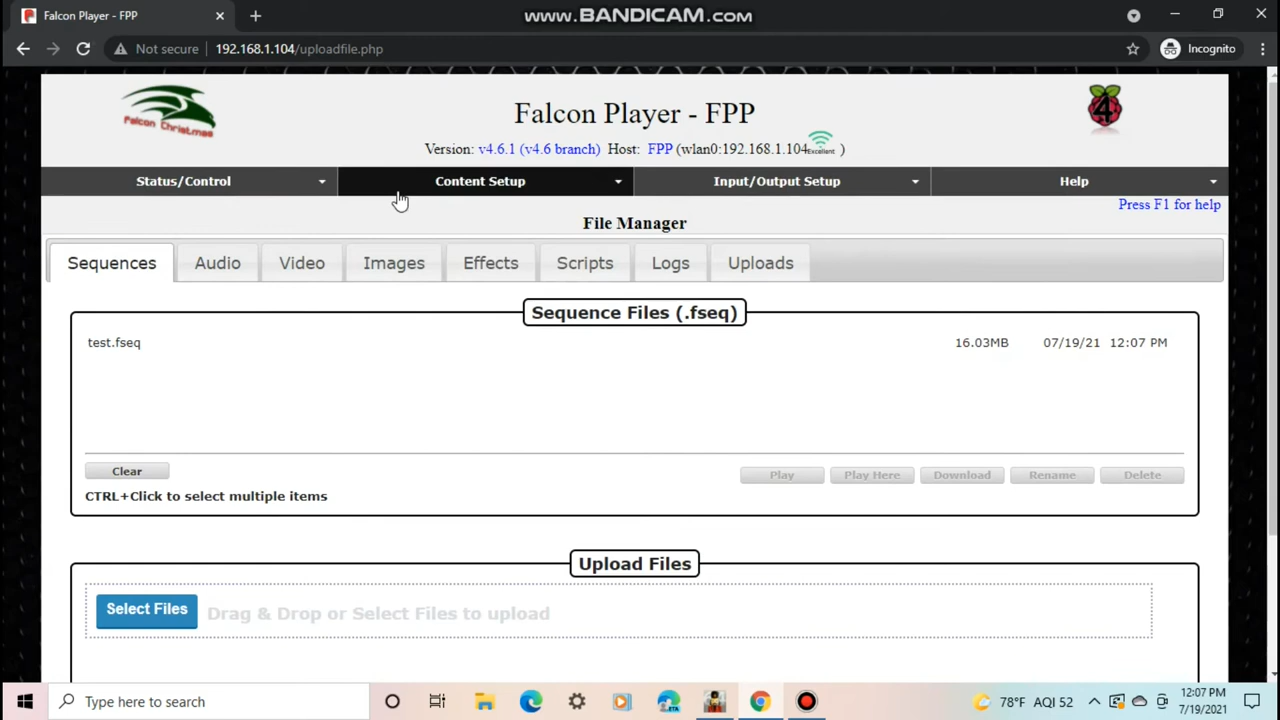 Falcon Player - FPP
www.BANDICAM.com
Not secure
192.168.1.104/uploadfile.php
Incognito
Falcon Christmas
Falcon Player - FPP
4
Version: v4.6.1 (v4.6 branch) Host: FPP (wlan0:192.168.1.104 )
Excellent
Status/Control
Content Setup
Input/Output Setup
Help
Press F1 for help
File Manager
Sequences
Audio
Video
Images
Effects
Scripts
Logs
Uploads
Sequence Files (.fseq)
test.fseq 16.03MB 07/19/21 12:07 PM
Clear
Play
Play Here
Download
Rename
Delete
CTRL+Click to select multiple items
Upload Files
Select Files
Drag & Drop or Select Files to upload
Type here to search
BETA
78°F AQI 52
12:07 PM
7/19/2021